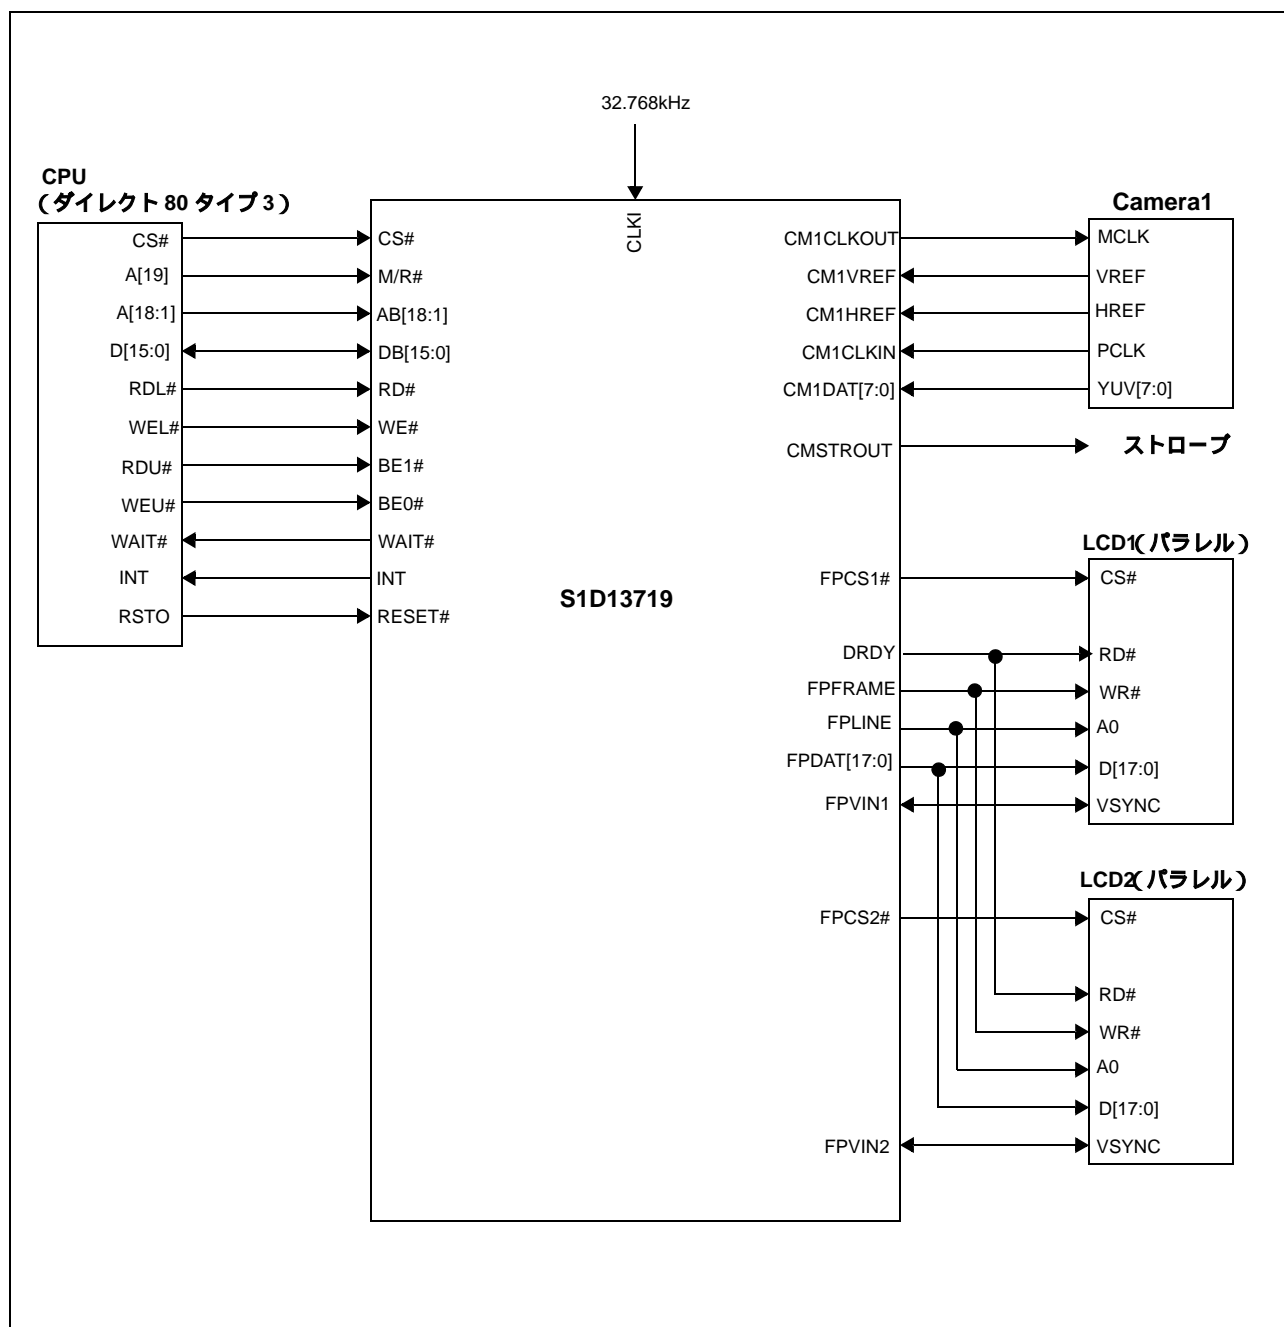 32.768kHz
CPU
(ダイレクト 80 タイプ 3)
CS#
A[19]
A[18:1]
D[15:0]
RDL#
WEL#
RDU#
WEU#
WAIT#
INT
RSTO
CS#
M/R#
AB[18:1]
DB[15:0]
RD#
WE#
BE1#
BE0#
WAIT#
INT
RESET#
CLKI
S1D13719
CM1CLKOUT
CM1VREF
CM1HREF
CM1CLKIN
CM1DAT[7:0]
CMSTROUT
FPCS1#
DRDY
FPFRAME
FPLINE
FPDAT[17:0]
FPVIN1
FPCS2#
FPVIN2
Camera1
MCLK
VREF
HREF
PCLK
YUV[7:0]
ストローブ
LCD1(パラレル)
CS#
RD#
WR#
A0
D[17:0]
VSYNC
LCD2(パラレル)
CS#
RD#
WR#
A0
D[17:0]
VSYNC